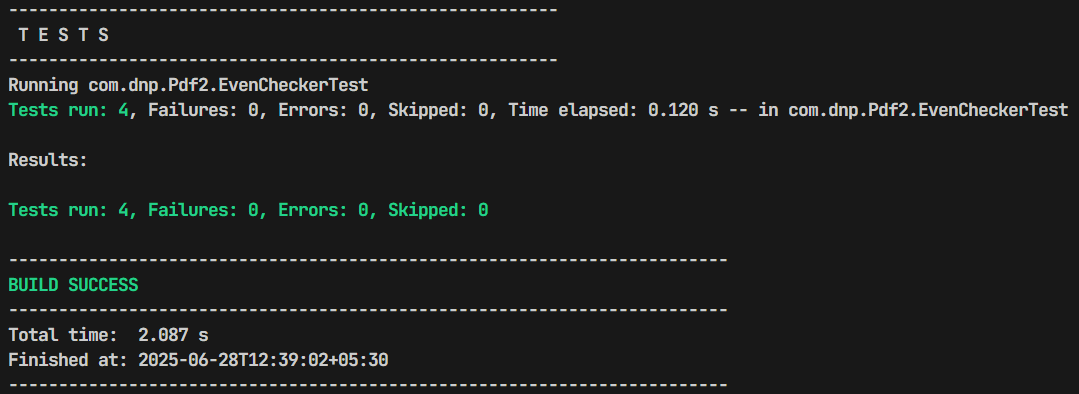 -------------------------------------------------------
T E S T S
-------------------------------------------------------
Running com.dnp.Pdf2.EvenCheckerTest
Tests run: 4, Failures: 0, Errors: 0, Skipped: 0, Time elapsed: 0.120 s -- in com.dnp.Pdf2.EvenCheckerTest
Results:
Tests run: 4, Failures: 0, Errors: 0, Skipped: 0
------------------------------------------------------------------------
BUILD SUCCESS
------------------------------------------------------------------------
Total time:  2.087 s
Finished at: 2025-06-28T12:39:02+05:30
------------------------------------------------------------------------